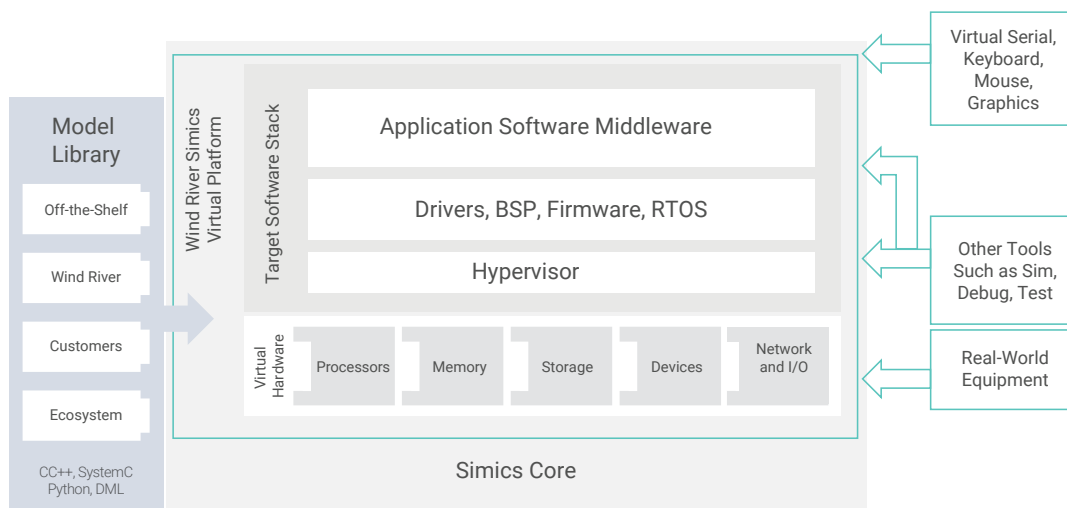 Model
Library
Off-the-Shelf
Wind River
Customers
Ecosystem
CC++, SystemC
Python, DML
Wind River Simics
Virtual Platform
Target Software Stack
Application Software Middleware
Drivers, BSP, Firmware, RTOS
Hypervisor
Virtual
Hardware
Processors
Memory
Storage
Devices
Network
and I/O
Simics Core
Virtual Serial,
Keyboard,
Mouse,
Graphics
Other Tools
Such as Sim,
Debug, Test
Real-World
Equipment